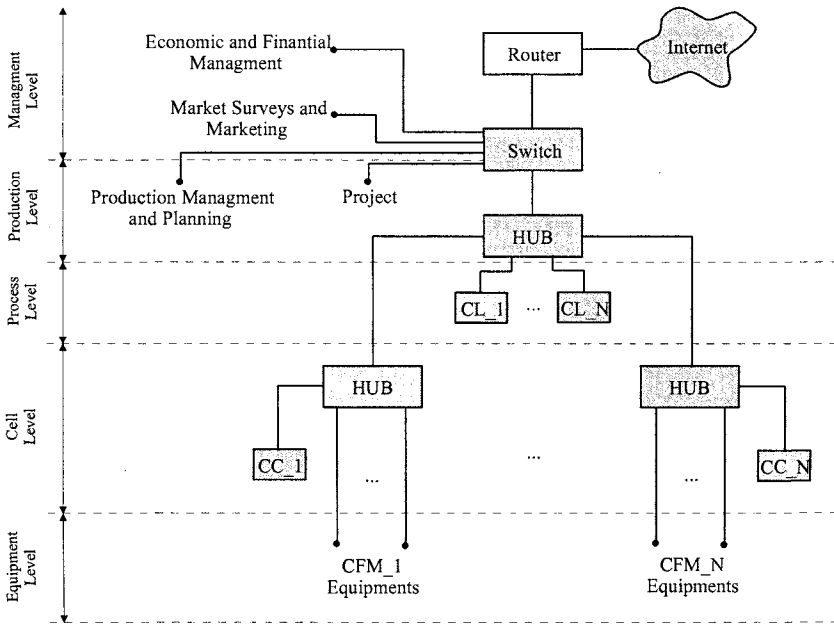 Managment
Level
Economic and Finantial
Managment
Router
Internet
Market Surveys and
Marketing
Switch
Production
Level
Production Managment
and Planning
Project
HUB
Process
Level
CL_1
...
CL_N
Cell
Level
HUB
HUB
CC_1
...
...
...
CC_N
Equipment
Level
CFM_1
Equipments
CFM_N
Equipments